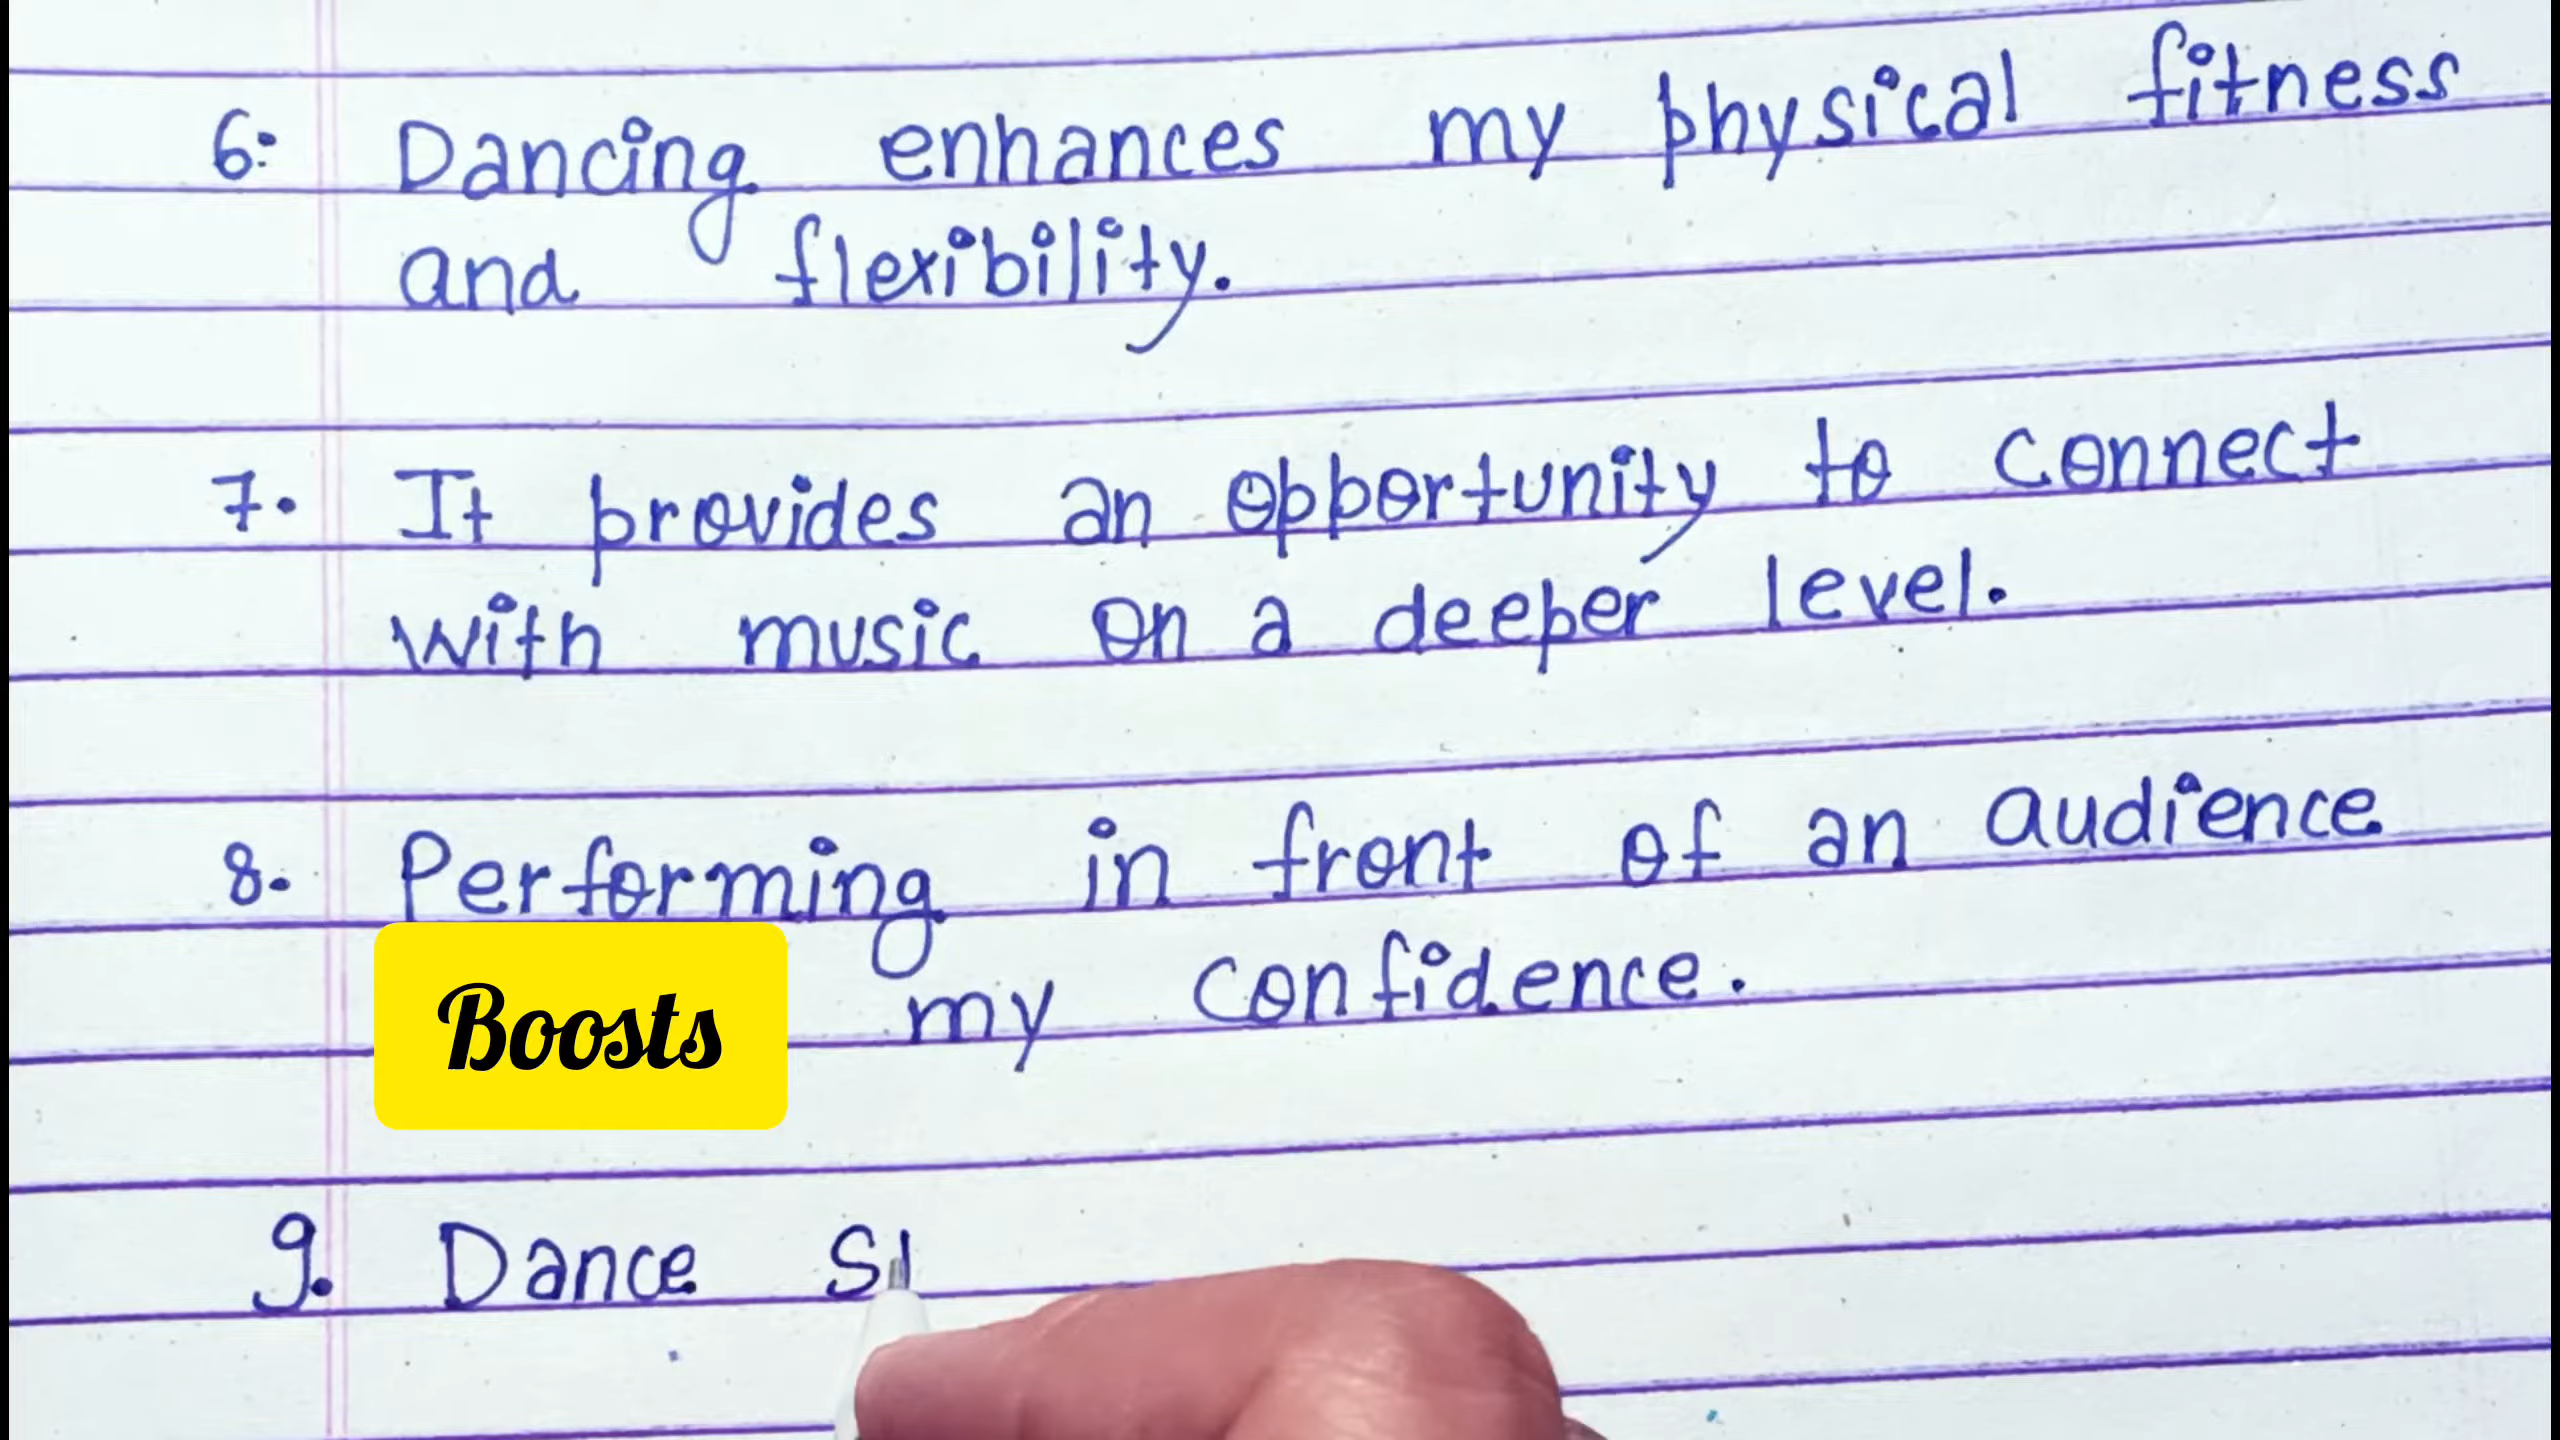 6. Dancing enhances my physical fitness
and flexibility.
7. It provides an opportunity to connect
with music on a deeper level.
8. Performing in front of an audience
Boosts my confidence.
9. Dance